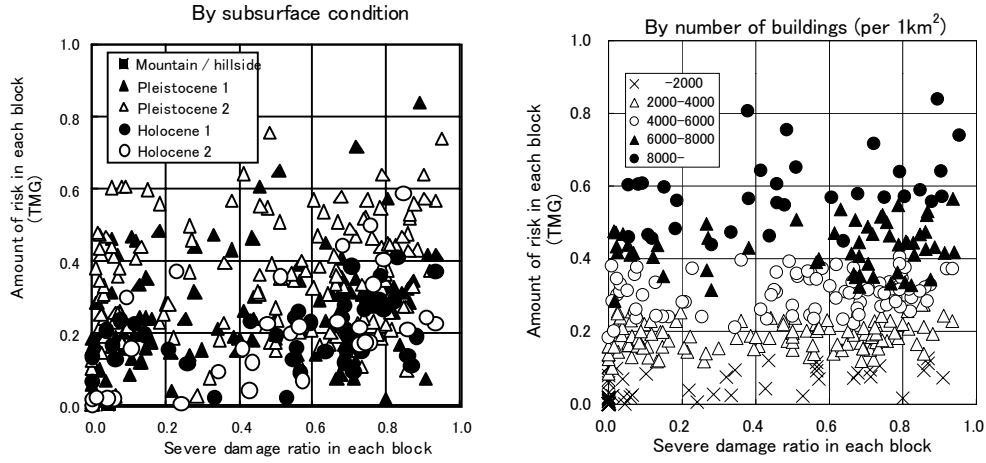 By subsurface condition
Amount of risk in each block
(TMG)
1.0
0.8
0.6
0.4
0.2
0.0
Mountain / hillside
Pleistocene 1
Pleistocene 2
Holocene 1
Holocene 2
0.0 0.2 0.4 0.6 0.8 1.0
Severe damage ratio in each block
By number of buildings (per 1km²)
Amount of risk in each block
(TMG)
1.0
0.8
0.6
0.4
0.2
0.0
-2000
2000-4000
4000-6000
6000-8000
8000-
0.0 0.2 0.4 0.6 0.8 1.0
Severe damage ratio in each block